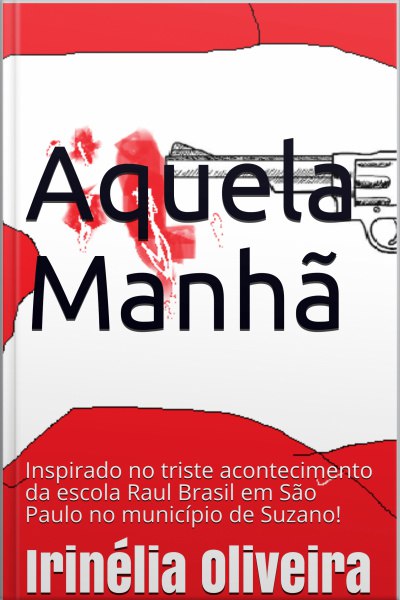 Aquela
Manhã
Inspirado no triste acontecimento
da escola Raul Brasil em São
Paulo no município de Suzano!
Irinélia Oliveira